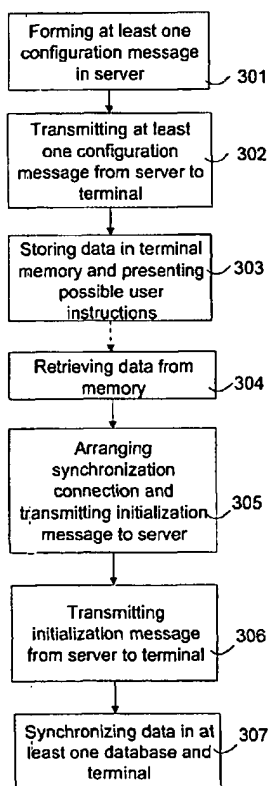 Forming at least one
configuration message
in server
301
Transmitting at least
one configuration
message from server to
terminal
302
Storing data in terminal
memory and presenting
possible user
instructions
303
Retrieving data from
memory
304
Arranging
synchronization
connection and
transmitting initialization
message to server
305
Transmitting
initialization message
from server to terminal
306
Synchronizing data in at
least one database and
terminal
307